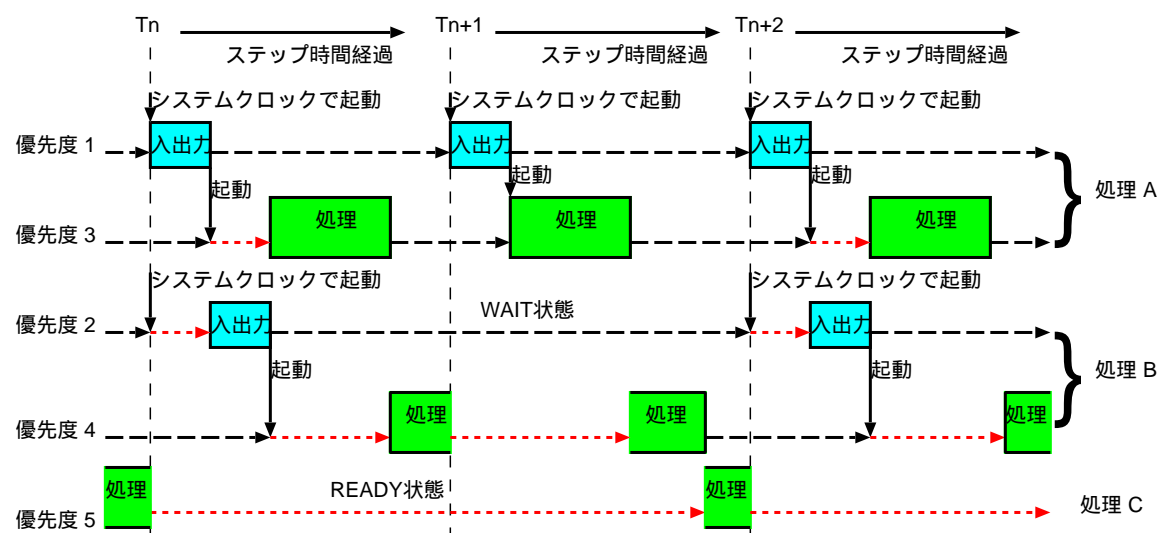 Tn Tn+1 Tn+2
ステップ時間経過 ステップ時間経過 ステップ時間経過
システムクロックで起動 システムクロックで起動 システムクロックで起動
優先度 1 入出力 入出力 入出力
起動 起動 起動
処理 A
優先度 3 処理 処理 処理
システムクロックで起動 システムクロックで起動
優先度 2 入出力 WAIT状態 入出力
起動 起動
処理 B
優先度 4 処理 処理 処理
処理 READY状態 処理
優先度 5 処理 C